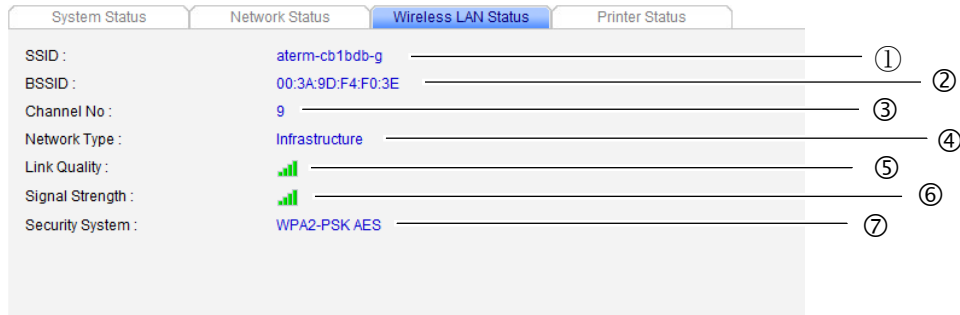 System Status Network Status Wireless LAN Status Printer Status
SSID : aterm-cb1bdb-g ①
BSSID : 00:3A:9D:F4:F0:3E ②
Channel No : 9 ③
Network Type : Infrastructure ④
Link Quality : ⑤
Signal Strength : ⑥
Security System : WPA2-PSK AES ⑦